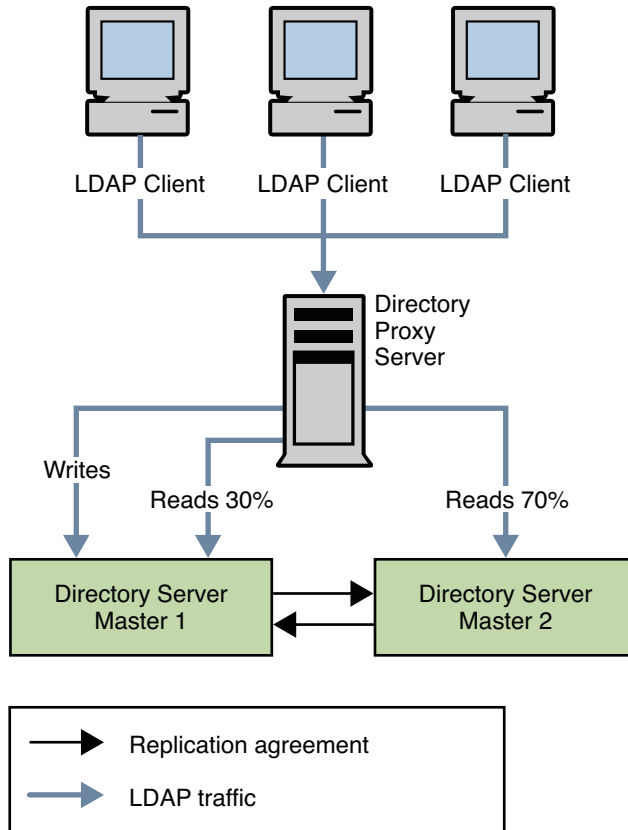 LDAP Client
LDAP Client
LDAP Client
Directory
Proxy
Server
Writes
Reads 30%
Reads 70%
Directory Server
Master 1
Directory Server
Master 2
Replication agreement
LDAP traffic